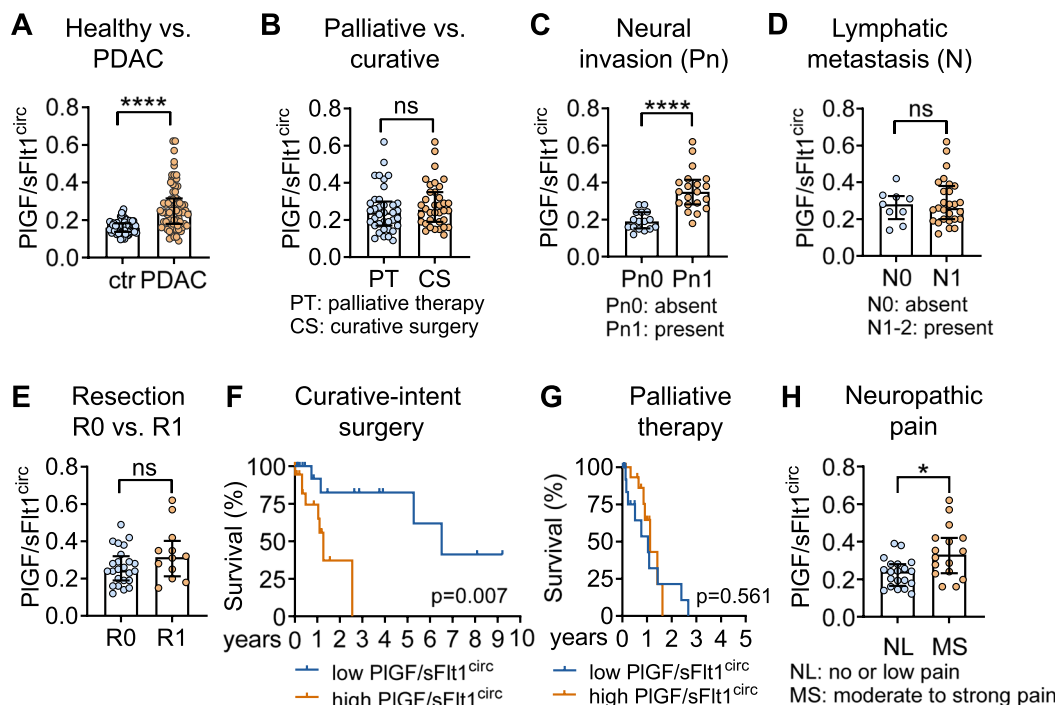 A Healthy vs. PDAC
PlGF/sFlt1circ
0.8
0.6
0.4
0.2
0.0
****
ctr PDAC
B Palliative vs. curative
PlGF/sFlt1circ
0.8
0.6
0.4
0.2
0.0
ns
PT CS
PT: palliative therapy
CS: curative surgery
C Neural invasion (Pn)
PlGF/sFlt1circ
0.8
0.6
0.4
0.2
0.0
****
Pn0 Pn1
Pn0: absent
Pn1: present
D Lymphatic metastasis (N)
PlGF/sFlt1circ
0.8
0.6
0.4
0.2
0.0
ns
N0 N1
N0: absent
N1-2: present
E Resection R0 vs. R1
PlGF/sFlt1circ
0.8
0.6
0.4
0.2
0.0
ns
R0 R1
F Curative-intent surgery
Survival (%)
100
75
50
25
0
p=0.007
years 0 1 2 3 4 5 6 7 8 9 10
low PlGF/sFlt1circ
high PlGF/sFlt1circ
G Palliative therapy
Survival (%)
100
75
50
25
0
p=0.561
years 0 1 2 3 4 5
low PlGF/sFlt1circ
high PlGF/sFlt1circ
H Neuropathic pain
PlGF/sFlt1circ
0.8
0.6
0.4
0.2
0.0
*
NL MS
NL: no or low pain
MS: moderate to strong pain